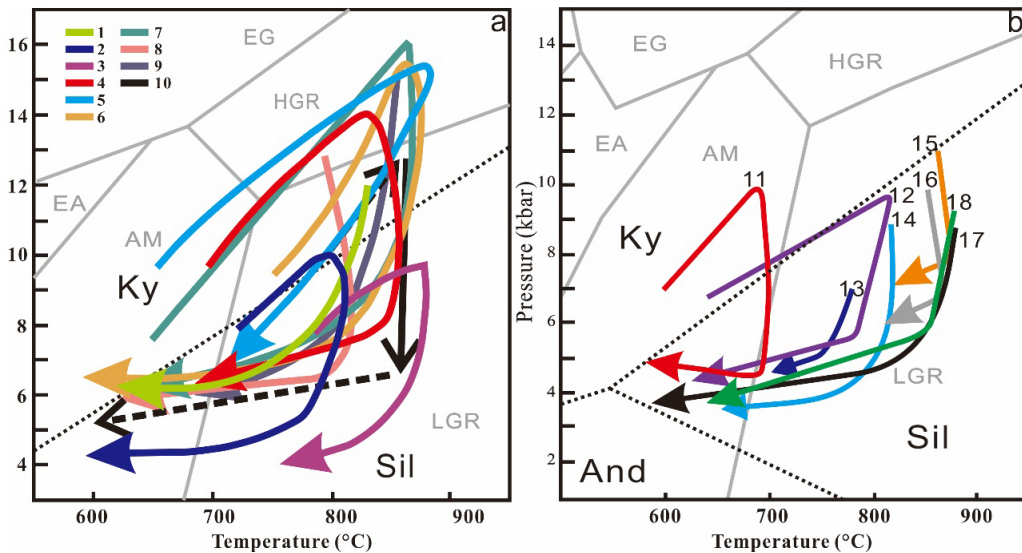 a
16
14
12
10
8
6
4
1
2
3
4
5
6
7
8
9
10
EG
HGR
EA
AM
Ky
LGR
Sil
600
700
800
900
Temperature (°C)
b
14
12
10
8
6
4
2
Pressure (kbar)
EG
HGR
EA
AM
15
16
11
12
18
14
17
Ky
13
LGR
Sil
And
600
700
800
900
Temperature (°C)